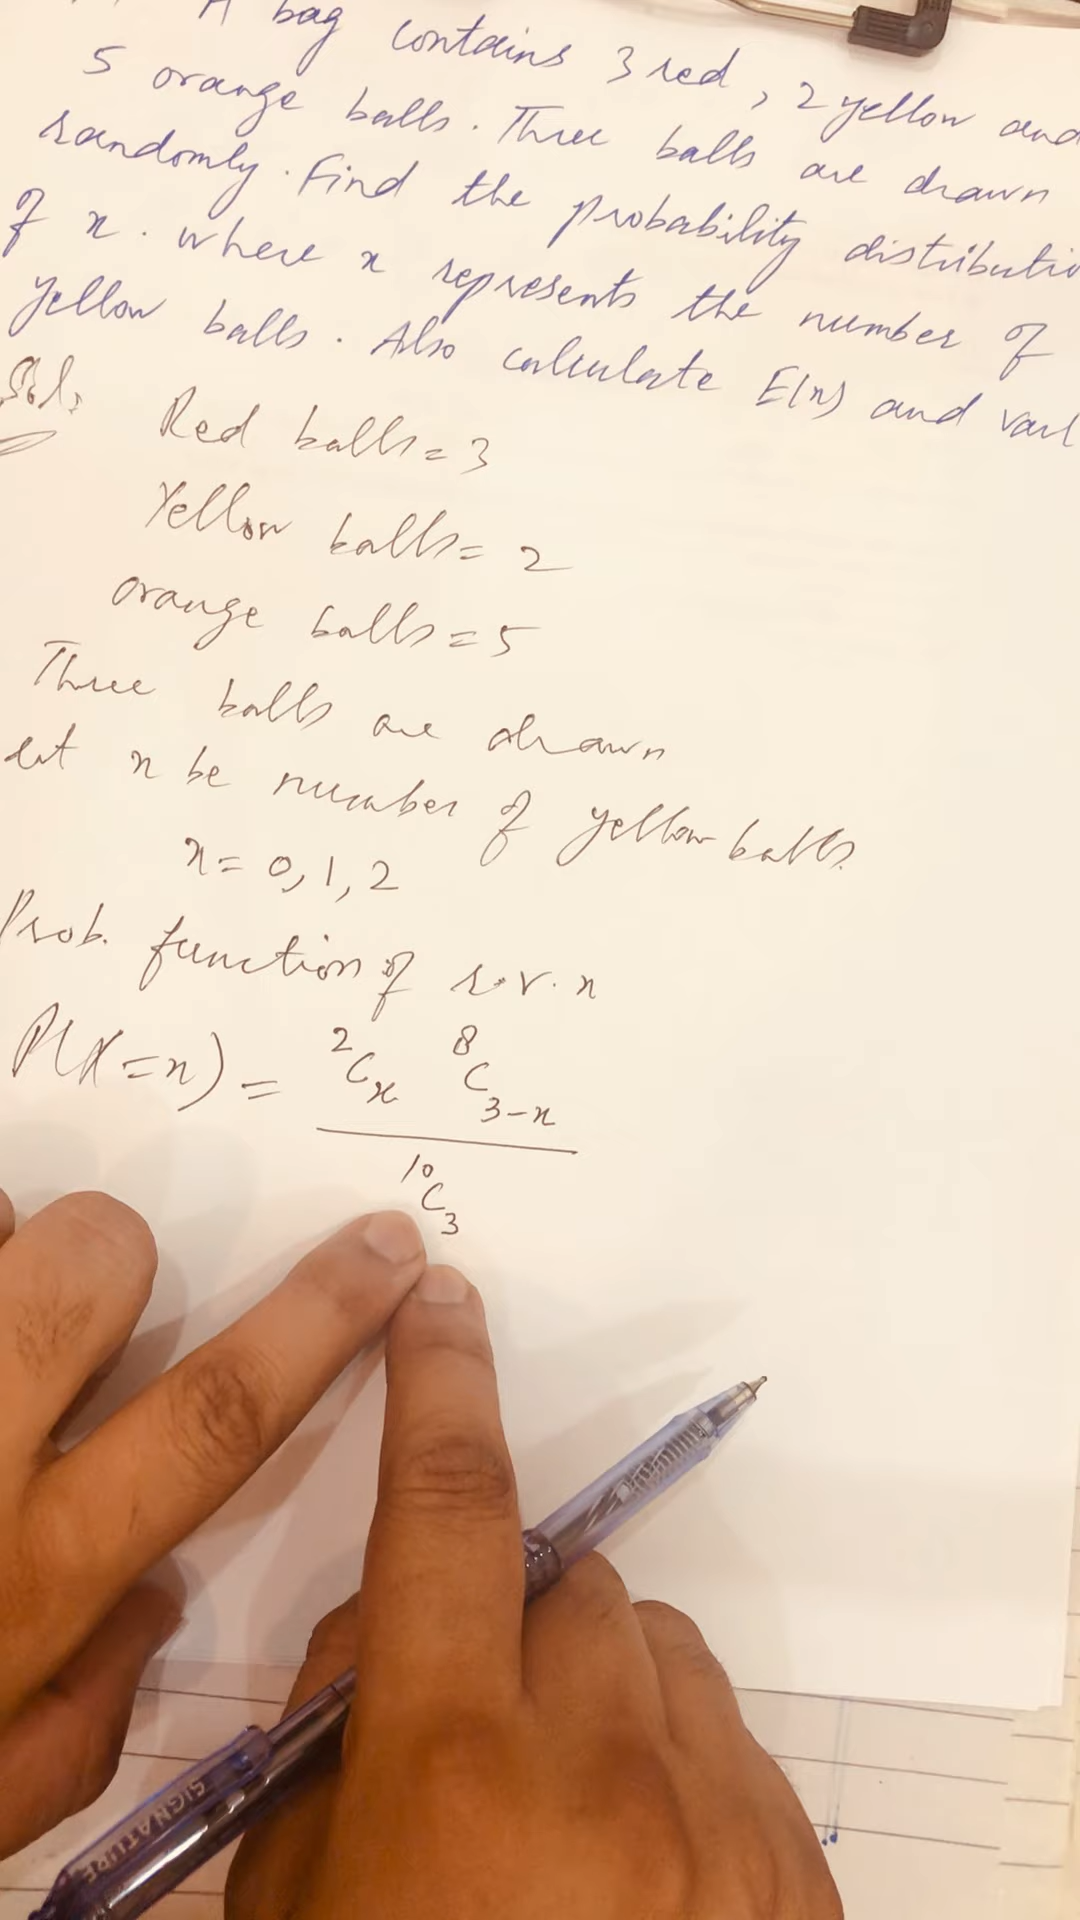 A bag contains 3 red, 2 yellow and
5 orange balls. Three balls are drawn
randomly. Find the probability distributio
of x. where x represents the number of
yellow balls. Also calculate E(x) and var(
Sol:
Red balls = 3
Yellow balls = 2
orange balls = 5
Three balls are drawn
let x be number of yellow balls.
x = 0, 1, 2
Prob. function of r.v. x
P(X=x) = ²Cₓ ⁸C₃₋ₓ
¹⁰C₃
SIGNATURE